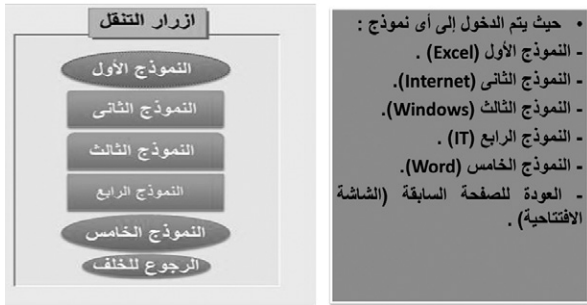 ازرار التنقل
النموذج الأول
النموذج الثانى
النموذج الثالث
النموذج الرابع
النموذج الخامس
الرجوع للخلف
• حيث يتم الدخول إلى أى نموذج :
- النموذج الأول (Excel) .
- النموذج الثانى (Internet).
- النموذج الثالث (Windows).
- النموذج الرابع (IT) .
- النموذج الخامس (Word).
- العودة للصفحة السابقة (الشاشة
الافتتاحية) .